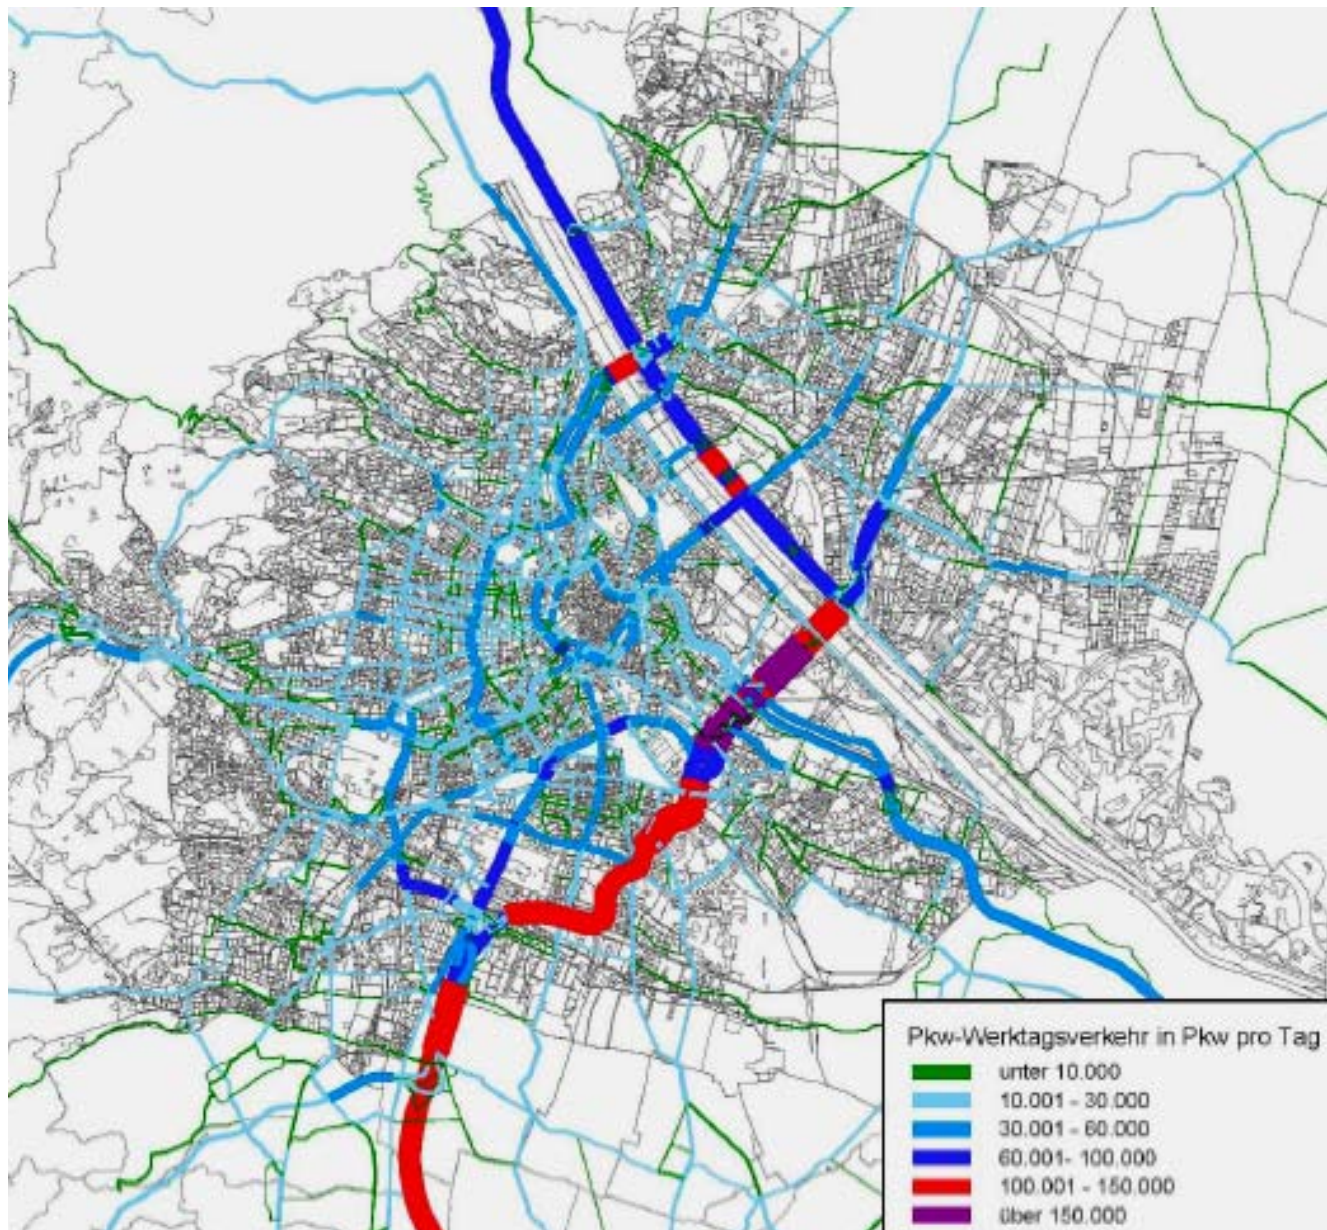 Pkw-Werktagsverkehr in Pkw pro Tag
unter 10.000
10.001 - 30.000
30.001 - 60.000
60.001- 100.000
100.001 - 150.000
über 150.000